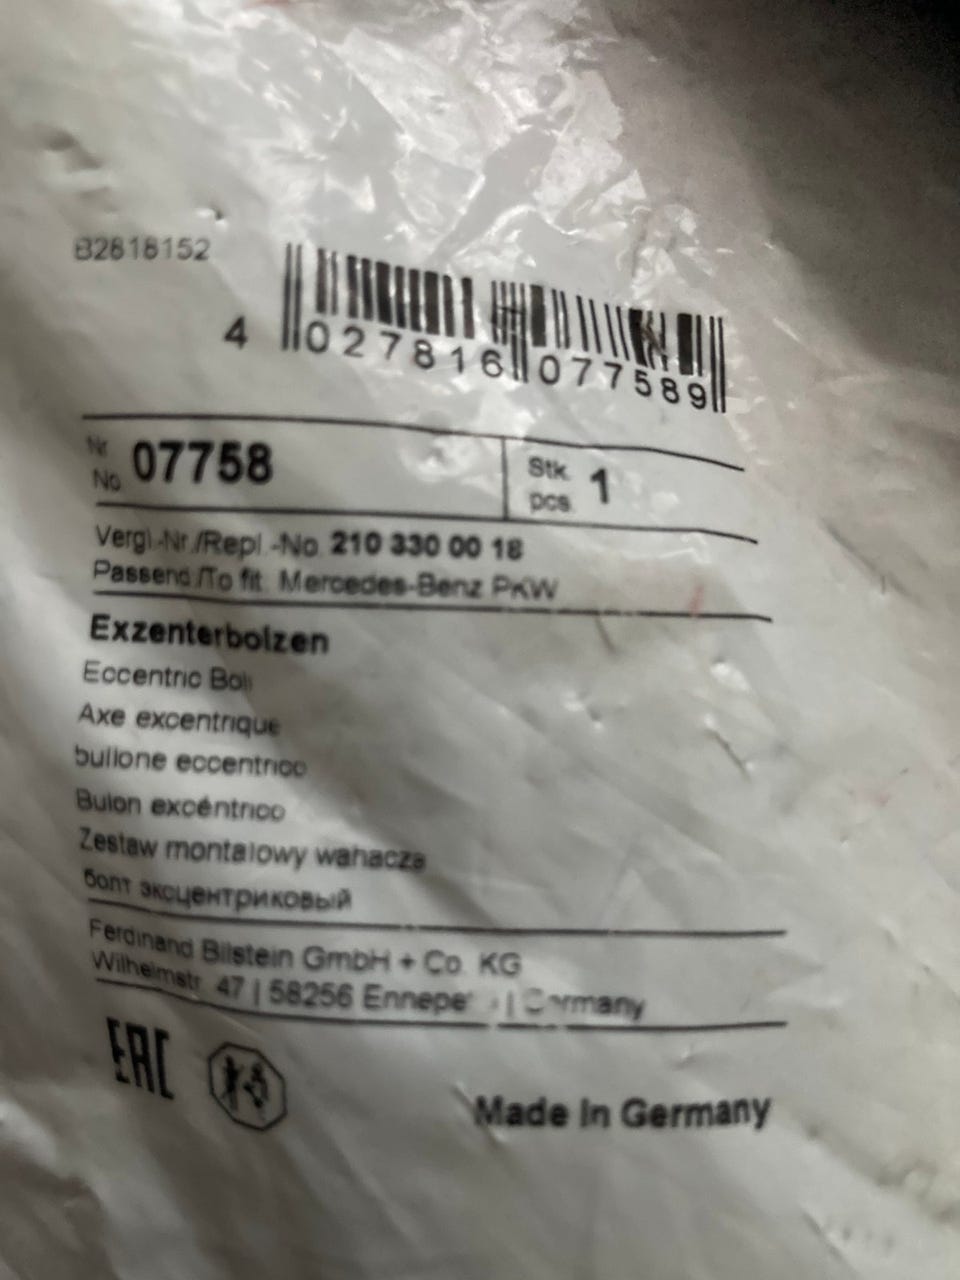 B2618152
4 027816 077589
Nr. No. 07758
Stk. pcs. 1
Vergl.-Nr./Repl.-No. 210 330 00 18
Passend/To fit: Mercedes-Benz PKW
Exzenterbolzen
Eccentric Bolt
Axe excentrique
bullone eccentrico
Bulon excéntrico
Zestaw montażowy wahacza
болт эксцентриковый
Ferdinand Bilstein GmbH + Co. KG
Wilhelmstr. 47 | 58256 | Germany
EAC
Made in Germany